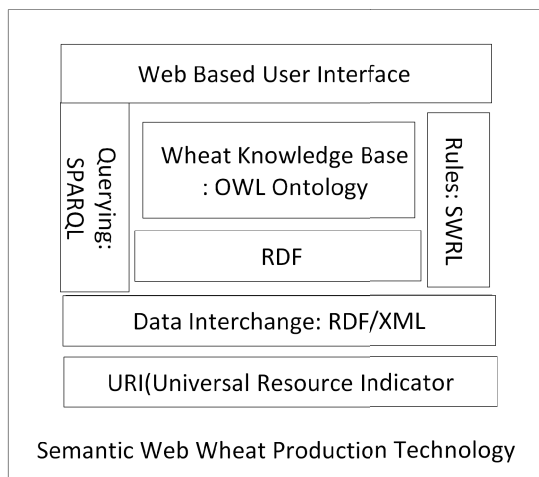 Web Based User Interface
Querying:
SPARQL
Wheat Knowledge Base
: OWL Ontology
Rules: SWRL
RDF
Data Interchange: RDF/XML
URI(Universal Resource Indicator
Semantic Web Wheat Production Technology